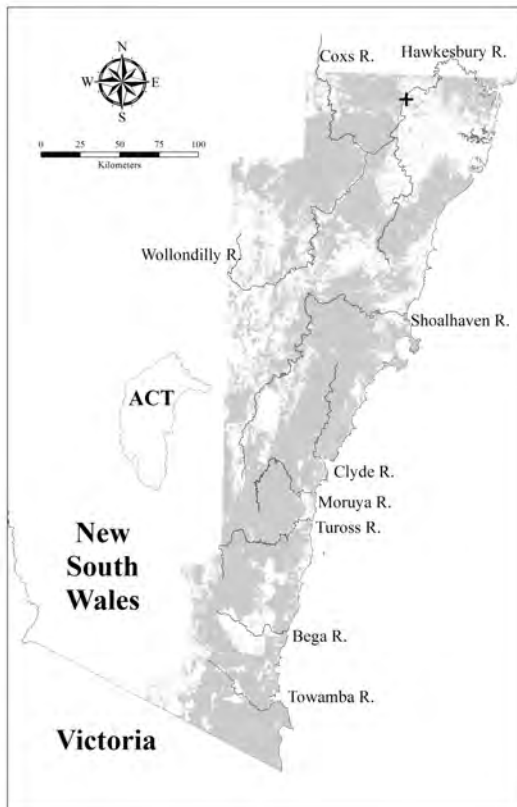 Coxs R.
Hawkesbury R.
N
W
E
S
0
25
50
75
100
Kilometers
Wollondilly R.
Shoalhaven R.
ACT
Clyde R.
Moruya R.
Tuross R.
New
South
Wales
Bega R.
Towamba R.
Victoria